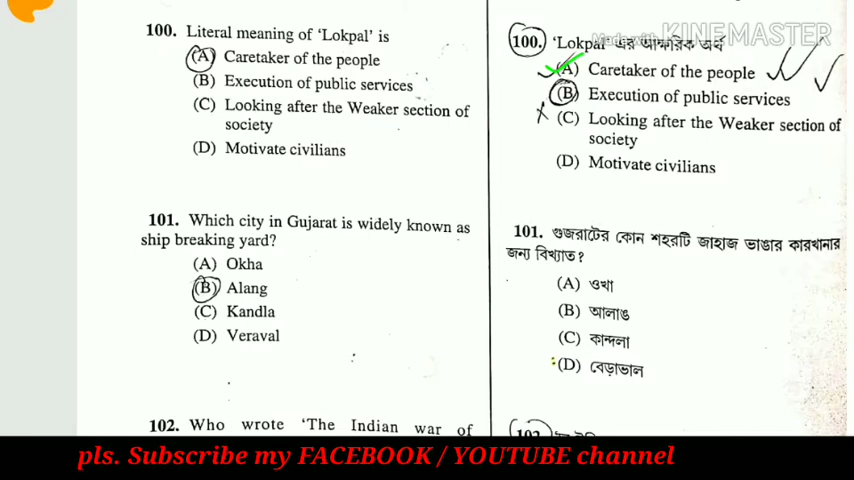 100. Literal meaning of ‘Lokpal’ is
(A) Caretaker of the people
(B) Execution of public services
(C) Looking after the Weaker section of
society
(D) Motivate civilians
101. Which city in Gujarat is widely known as
ship breaking yard?
(A) Okha
(B) Alang
(C) Kandla
(D) Veraval
102. Who wrote ‘The Indian war of
Made with KINEMASTER
100. ‘Lokpal’ এর আক্ষরিক অর্থ
(A) Caretaker of the people
(B) Execution of public services
(C) Looking after the Weaker section of
society
(D) Motivate civilians
101. গুজরাটের কোন শহরটি জাহাজ ভাঙার কারখানার
জন্য বিখ্যাত?
(A) ওখা
(B) আলাঙ
(C) কান্দলা
(D) বেড়াভাল
102.
pls. Subscribe my FACEBOOK / YOUTUBE channel